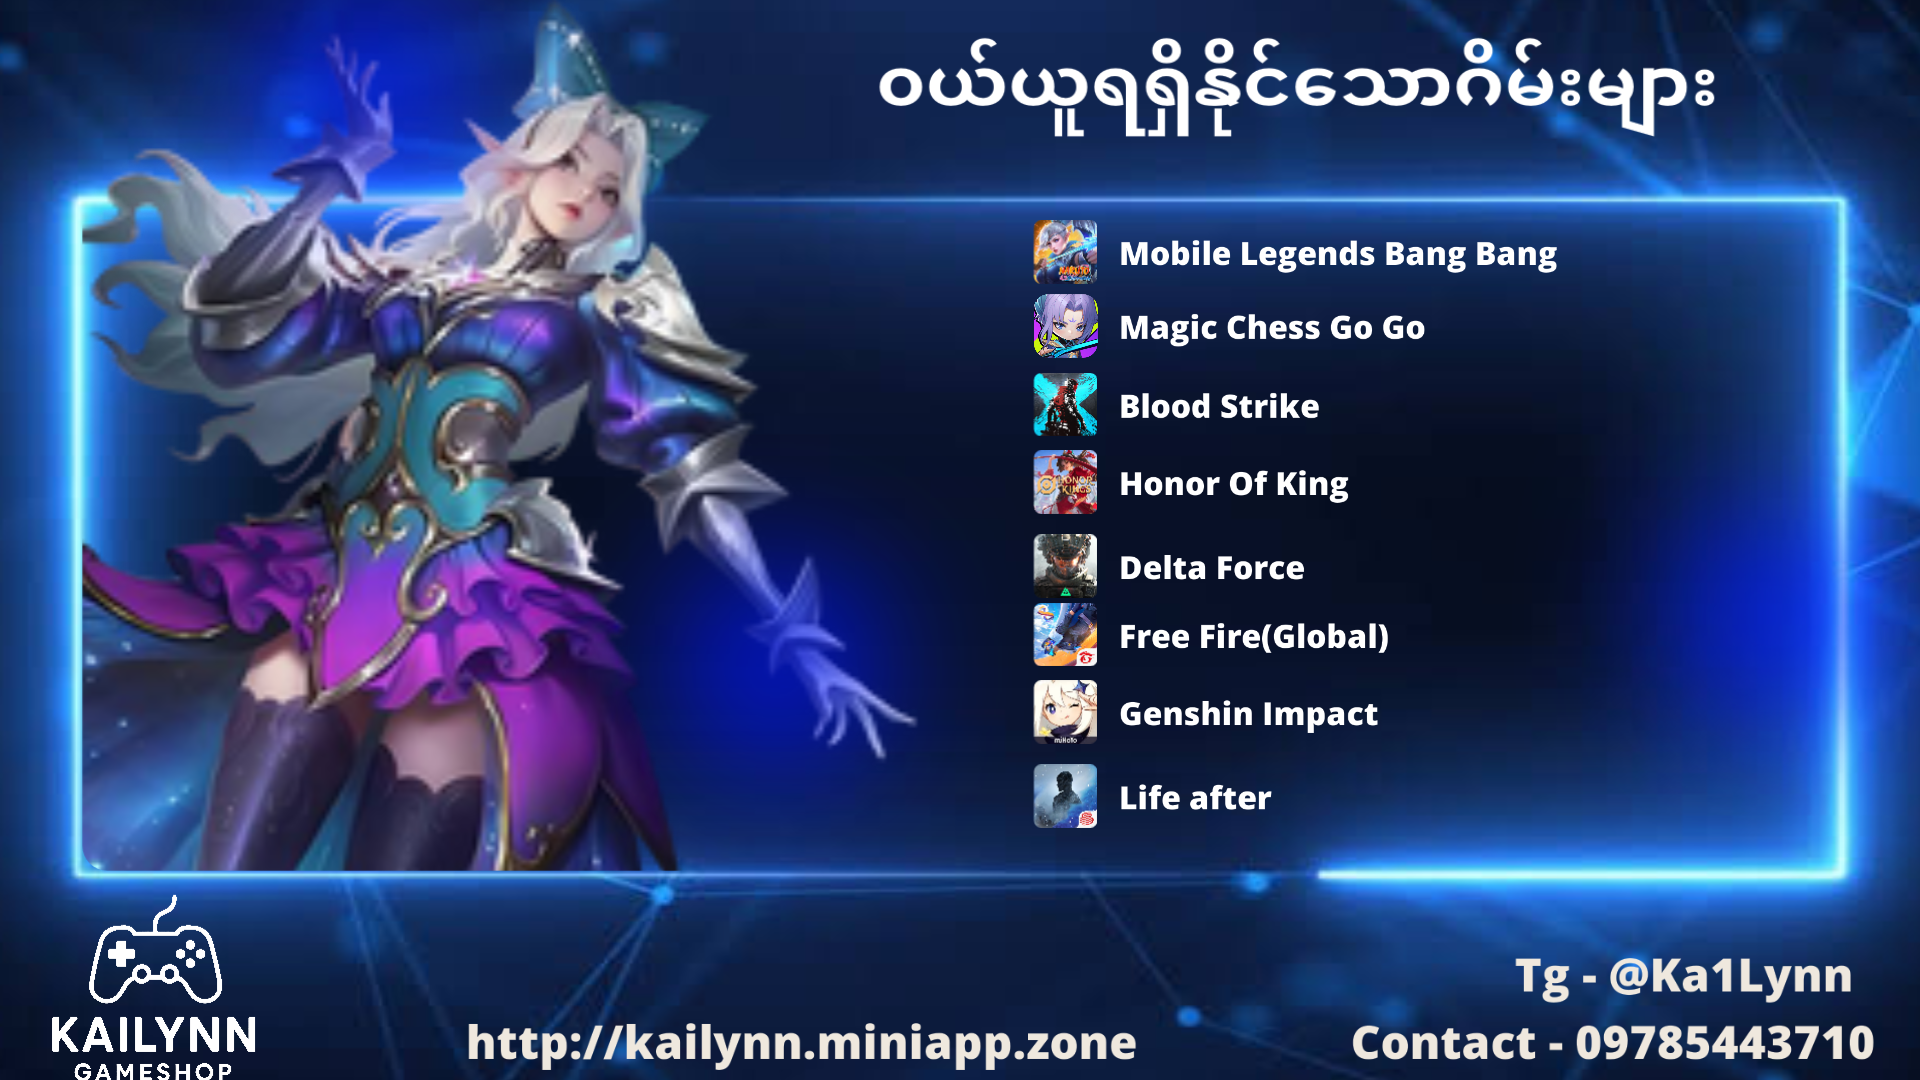 ဝယ်ယူရရှိနိုင်သောဂိမ်းများ
Mobile Legends Bang Bang
Magic Chess Go Go
Blood Strike
Honor Of King
Delta Force
Free Fire(Global)
Genshin Impact
Life after
KAILYNN
GAMESHOP
http://kailynn.miniapp.zone
Tg - @Ka1Lynn
Contact - 09785443710